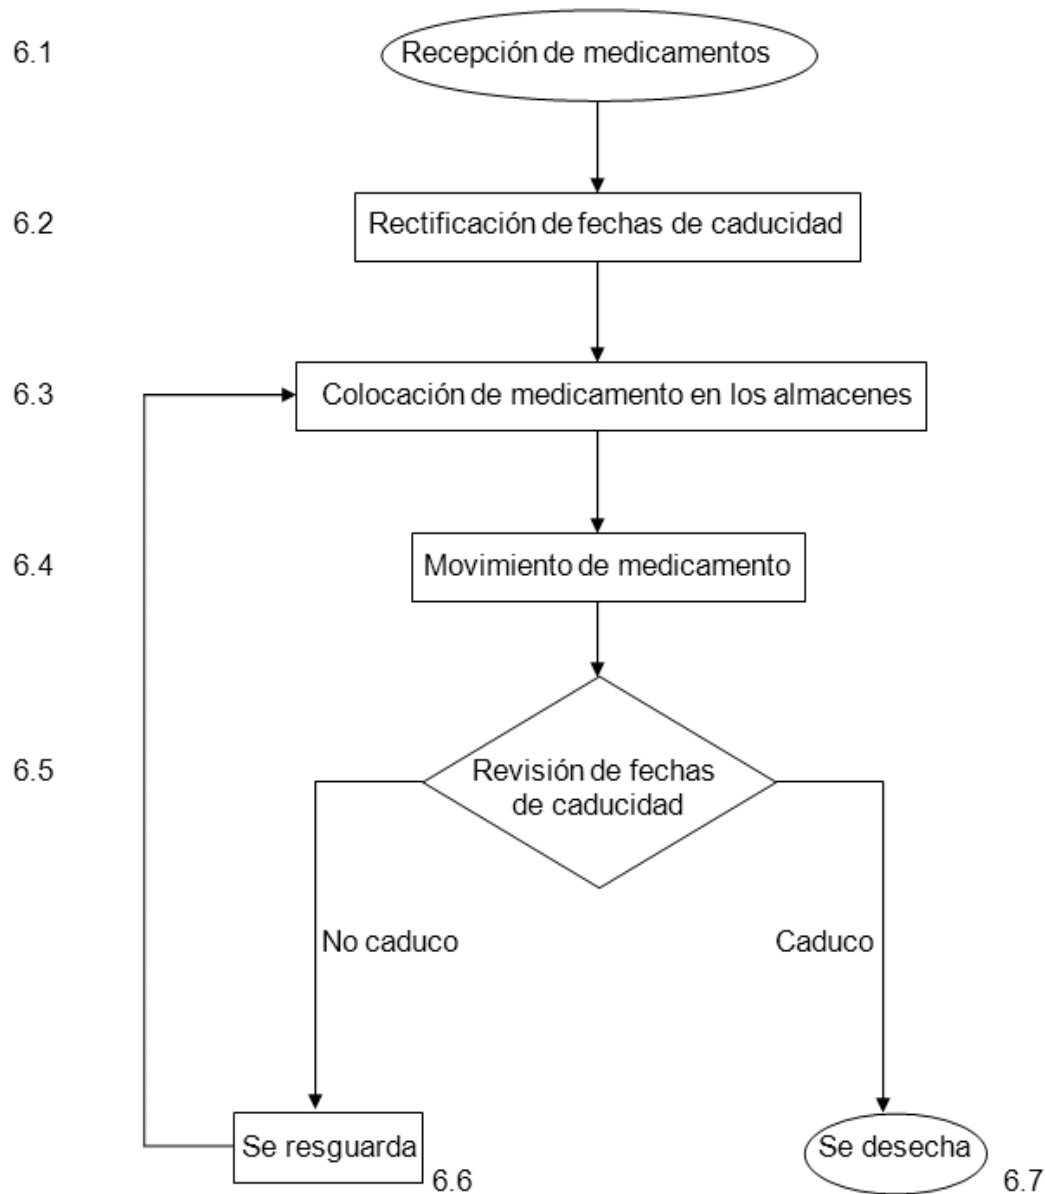 6.1
Recepción de medicamentos
6.2
Rectificación de fechas de caducidad
6.3
Colocación de medicamento en los almacenes
6.4
Movimiento de medicamento
6.5
Revisión de fechas
de caducidad
No caduco
Caduco
Se resguarda
6.6
Se desecha
6.7